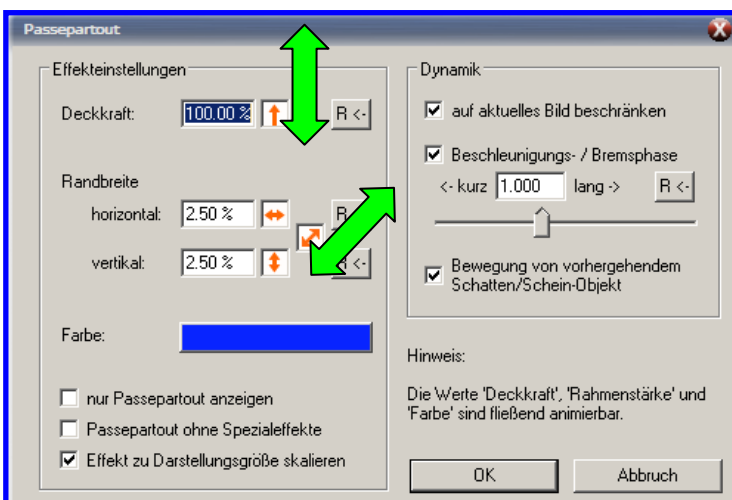 Passepartout
Effekteinstellungen
Deckkraft: 100.00 % R <-
Randbreite
horizontal: 2.50 % R
vertikal: 2.50 % R <-
Farbe:
nur Passepartout anzeigen
Passepartout ohne Spezialeffekte
Effekt zu Darstellungsgröße skalieren
Dynamik
auf aktuelles Bild beschränken
Beschleunigungs- / Bremsphase
<- kurz 1.000 lang -> R <-
Bewegung von vorhergehendem
Schatten/Schein-Objekt
Hinweis:
Die Werte 'Deckkraft', 'Rahmenstärke' und
'Farbe' sind fließend animierbar.
OK Abbruch